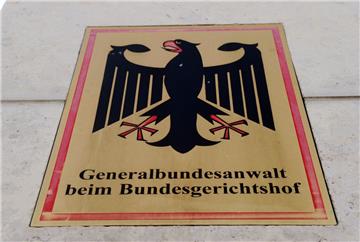 Generalbundesanwalt
beim Bundesgerichtshof